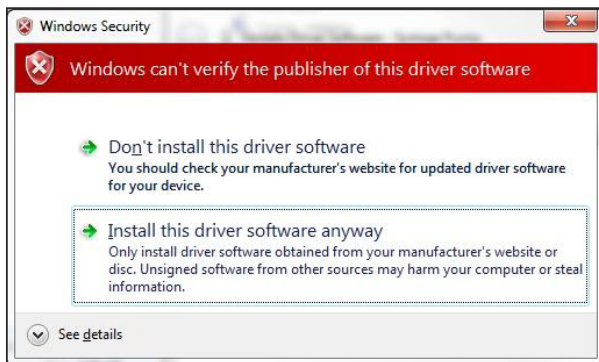 Windows Security
Windows can't verify the publisher of this driver software
Don't install this driver software
You should check your manufacturer's website for updated driver software
for your device.
Install this driver software anyway
Only install driver software obtained from your manufacturer's website or
disc. Unsigned software from other sources may harm your computer or steal
information.
See details